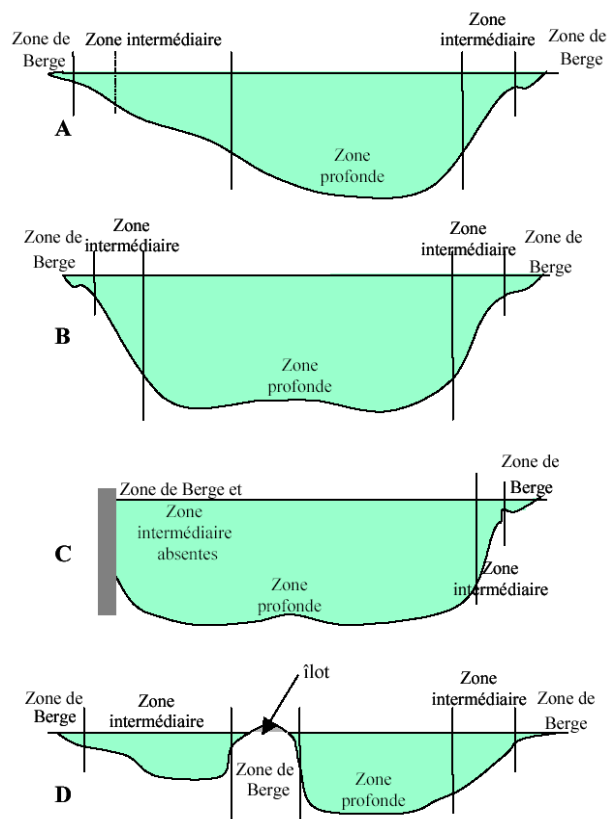 Zone de
Berge
Zone intermédiaire
Zone
intermédiaire
Zone de
Berge
A
Zone
profonde
Zone de
Berge
Zone
intermédiaire
Zone
intermédiaire
Zone de
Berge
B
Zone
profonde
Zone de Berge et
Zone
intermédiaire
absentes
Zone de
Berge
C
Zone
profonde
Zone
intermédiaire
îlot
Zone de
Berge
Zone
intermédiaire
Zone
intermédiaire
Zone de
Berge
D
Zone de
Berge
Zone
profonde